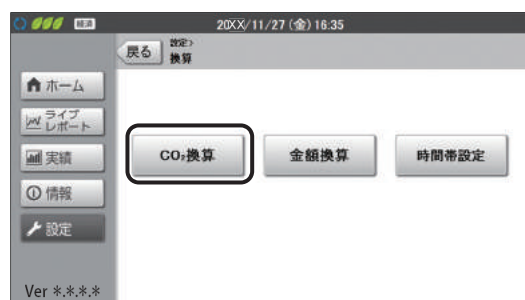 経済
20XX/11/27(金)16:35
戻る
設定>
換算
ホーム
ライブ
レポート
実績
情報
設定
CO₂換算
金額換算
時間帯設定
Ver *.*.*.*